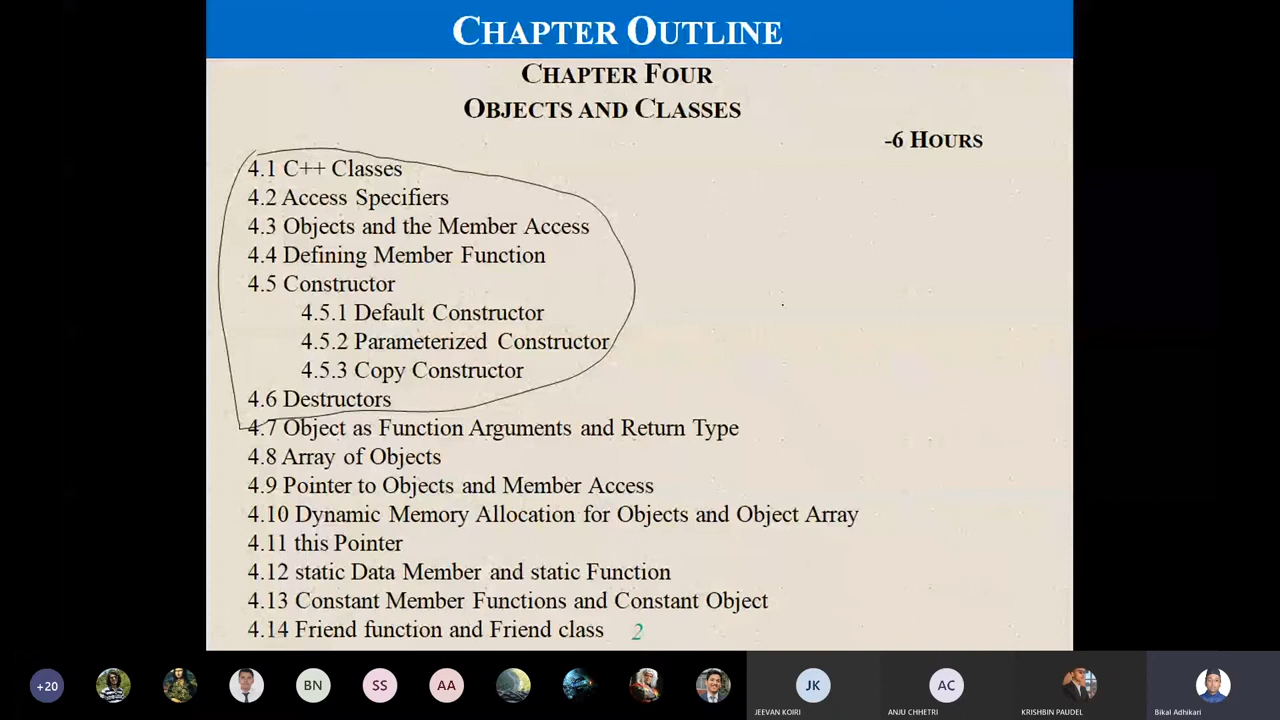 CHAPTER OUTLINE
CHAPTER FOUR
OBJECTS AND CLASSES
-6 HOURS
4.1 C++ Classes
4.2 Access Specifiers
4.3 Objects and the Member Access
4.4 Defining Member Function
4.5 Constructor
4.5.1 Default Constructor
4.5.2 Parameterized Constructor
4.5.3 Copy Constructor
4.6 Destructors
4.7 Object as Function Arguments and Return Type
4.8 Array of Objects
4.9 Pointer to Objects and Member Access
4.10 Dynamic Memory Allocation for Objects and Object Array
4.11 this Pointer
4.12 static Data Member and static Function
4.13 Constant Member Functions and Constant Object
4.14 Friend function and Friend class 2
+20 BN SS AA JK AC
JEEVAN KOIRI ANJU CHHETRI KRISHBIN PAUDEL Bikal Adhikari